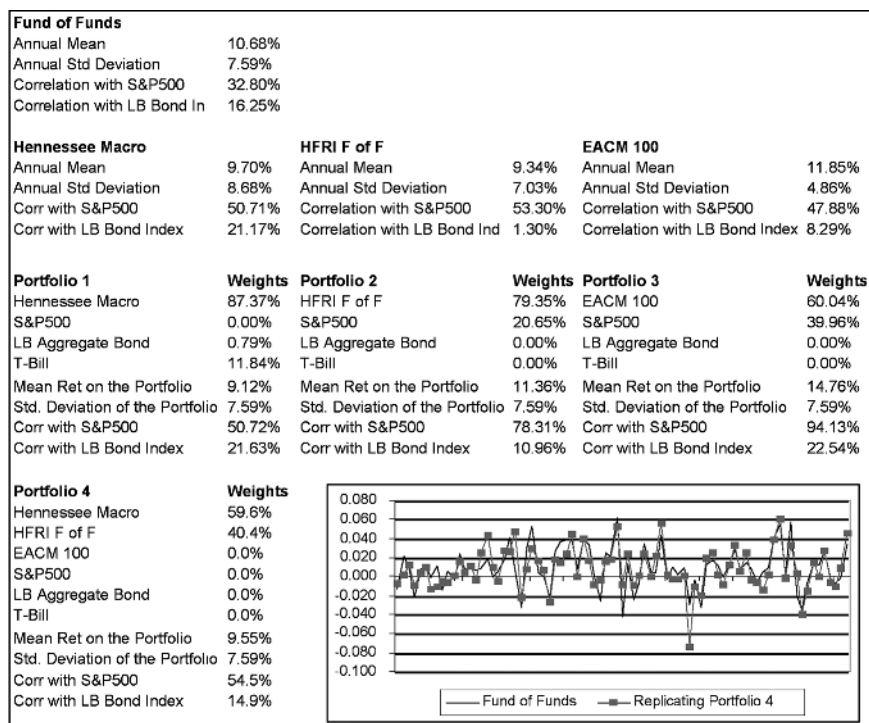 Fund of Funds
Annual Mean 10.68%
Annual Std Deviation 7.59%
Correlation with S&P500 32.80%
Correlation with LB Bond In 16.25%
Hennessee Macro HFRI F of F EACM 100
Annual Mean 9.70% Annual Mean 9.34% Annual Mean 11.85%
Annual Std Deviation 8.68% Annual Std Deviation 7.03% Annual Std Deviation 4.86%
Corr with S&P500 50.71% Correlation with S&P500 53.30% Correlation with S&P500 47.88%
Corr with LB Bond Index 21.17% Correlation with LB Bond Ind 1.30% Correlation with LB Bond Index 8.29%
Portfolio 1 Weights Portfolio 2 Weights Portfolio 3 Weights
Hennessee Macro 87.37% HFRI F of F 79.35% EACM 100 60.04%
S&P500 0.00% S&P500 20.65% S&P500 39.96%
LB Aggregate Bond 0.79% LB Aggregate Bond 0.00% LB Aggregate Bond 0.00%
T-Bill 11.84% T-Bill 0.00% T-Bill 0.00%
Mean Ret on the Portfolio 9.12% Mean Ret on the Portfolio 11.36% Mean Ret on the Portfolio 14.76%
Std. Deviation of the Portfolio 7.59% Std. Deviation of the Portfolio 7.59% Std. Deviation of the Portfolio 7.59%
Corr with S&P500 50.72% Corr with S&P500 78.31% Corr with S&P500 94.13%
Corr with LB Bond Index 21.63% Corr with LB Bond Index 10.96% Corr with LB Bond Index 22.54%
Portfolio 4 Weights
Hennessee Macro 59.6%
HFRI F of F 40.4%
EACM 100 0.0%
S&P500 0.0%
LB Aggregate Bond 0.0%
T-Bill 0.0%
Mean Ret on the Portfolio 9.55%
Std. Deviation of the Portfolio 7.59%
Corr with S&P500 54.5%
Corr with LB Bond Index 14.9%
0.080
0.060
0.040
0.020
0.000
-0.020
-0.040
-0.060
-0.080
-0.100
Fund of Funds Replicating Portfolio 4